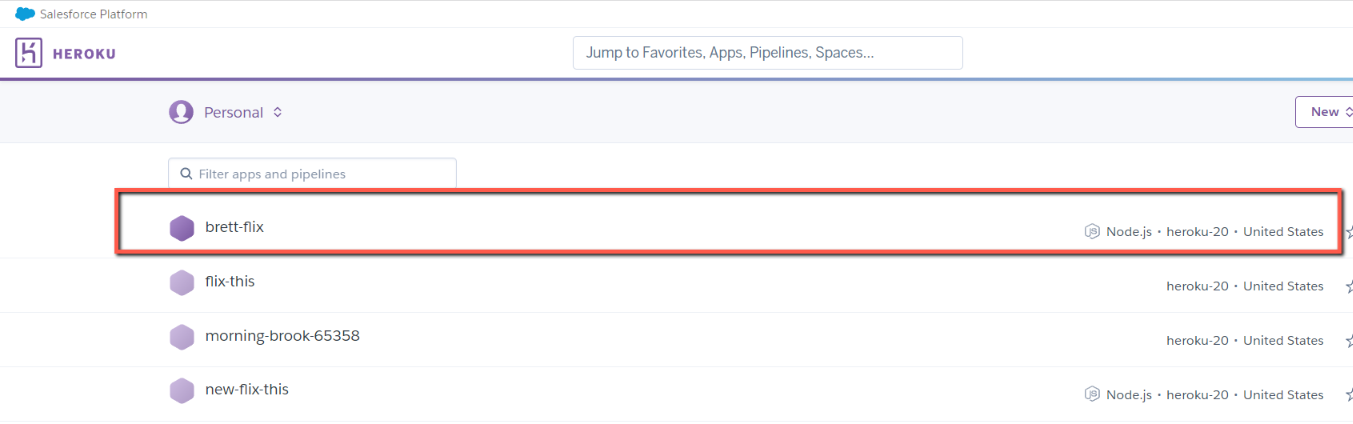 Salesforce Platform
HEROKU
Jump to Favorites, Apps, Pipelines, Spaces...
Personal
New
Filter apps and pipelines
brett-flix
Node.js • heroku-20 • United States
flix-this
heroku-20 • United States
morning-brook-65358
heroku-20 • United States
new-flix-this
Node.js • heroku-20 • United States